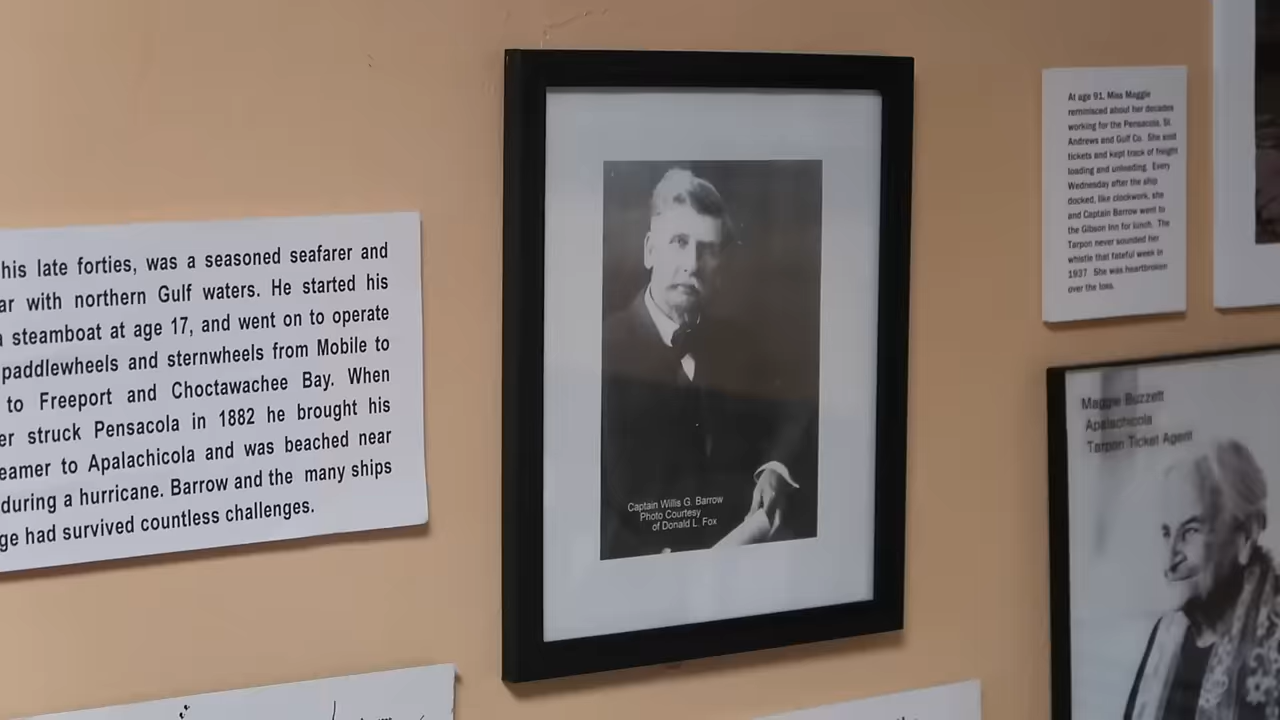 his late forties, was a seasoned seafarer and
ar with northern Gulf waters. He started his
steamboat at age 17, and went on to operate
paddlewheels and sternwheels from Mobile to
to Freeport and Choctawachee Bay. When
er struck Pensacola in 1882 he brought his
eamer to Apalachicola and was beached near
during a hurricane. Barrow and the many ships
ge had survived countless challenges.
Captain Willis G. Barrow
Photo Courtesy
of Donald L. Fox
At age 91, Miss Maggie
reminisced about her decades
working for the Pensacola, St.
Andrews and Gulf Co. She sold
tickets and kept track of freight
loading and unloading. Every
Wednesday after the ship
docked, like clockwork, she
and Captain Barrow went to
the Gibson Inn for lunch. The
Tarpon never sounded her
whistle that fateful week in
1937. She was heartbroken
over the loss.
Maggie Buzzett
Apalachicola
Tarpon Ticket Agent